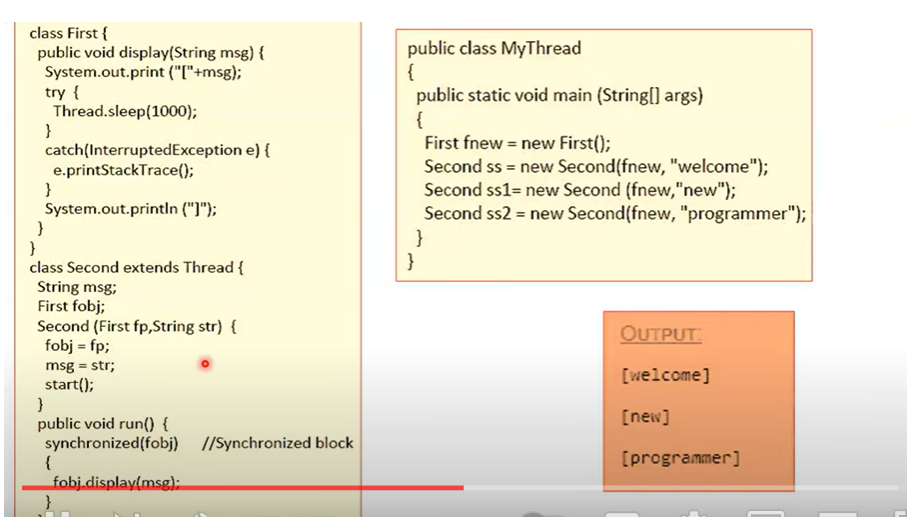 class First {
public void display(String msg) {
System.out.print ("["+msg);
try {
Thread.sleep(1000);
}
catch(InterruptedException e) {
e.printStackTrace();
}
System.out.println ("]");
}
}
class Second extends Thread {
String msg;
First fobj;
Second (First fp,String str) {
fobj = fp;
msg = str;
start();
}
public void run() {
synchronized(fobj) //Synchronized block
{
fobj.display(msg);
}
public class MyThread
{
public static void main (String[] args)
{
First fnew = new First();
Second ss = new Second(fnew, "welcome");
Second ss1= new Second (fnew,"new");
Second ss2 = new Second(fnew, "programmer");
}
}
OUTPUT:
[welcome]
[new]
[programmer]